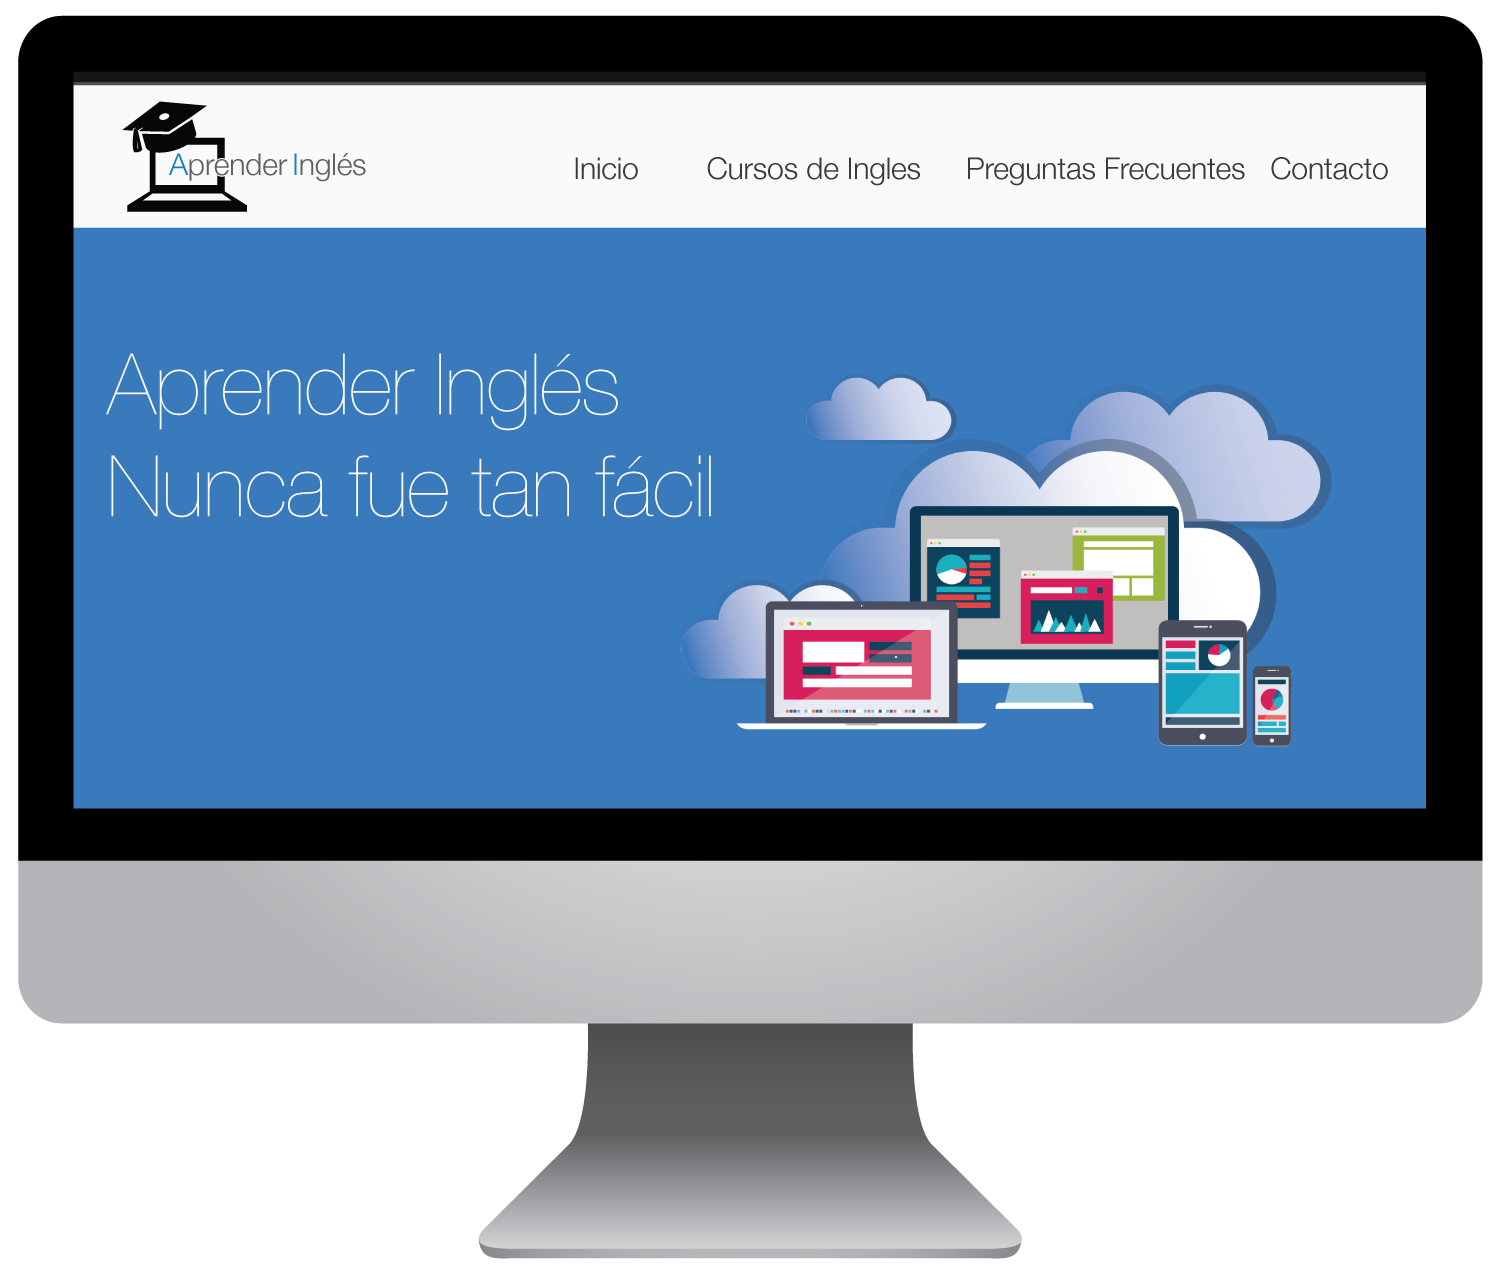 Aprender Inglés
Inicio Cursos de Ingles Preguntas Frecuentes Contacto
Aprender Inglés
Nunca fue tan fácil